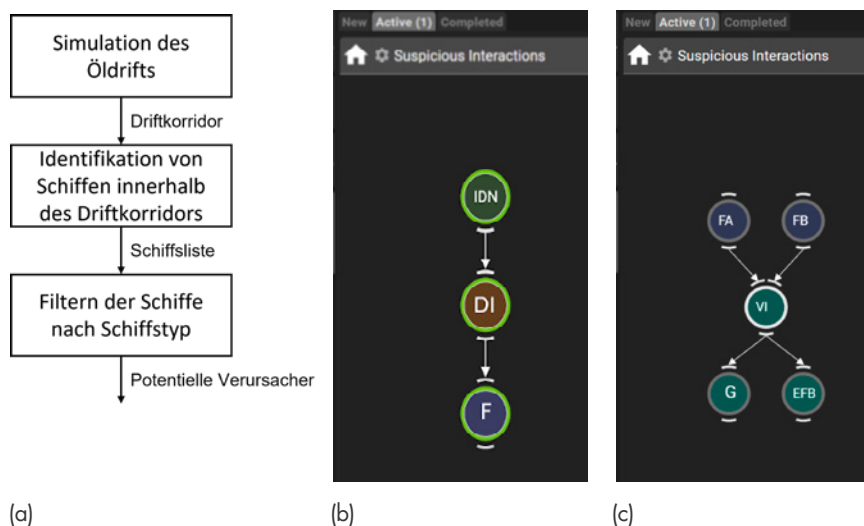 Simulation des
Öldrifts
Driftkorridor
Identifikation von
Schiffen innerhalb
des Driftkorridors
Schiffsliste
Filtern der Schiffe
nach Schiffstyp
Potentielle Verursacher
(a)
New Active (1) Completed
Suspicious Interactions
IDN
DI
F
(b)
New Active (1) Completed
Suspicious Interactions
FA FB
VI
G EFB
(c)